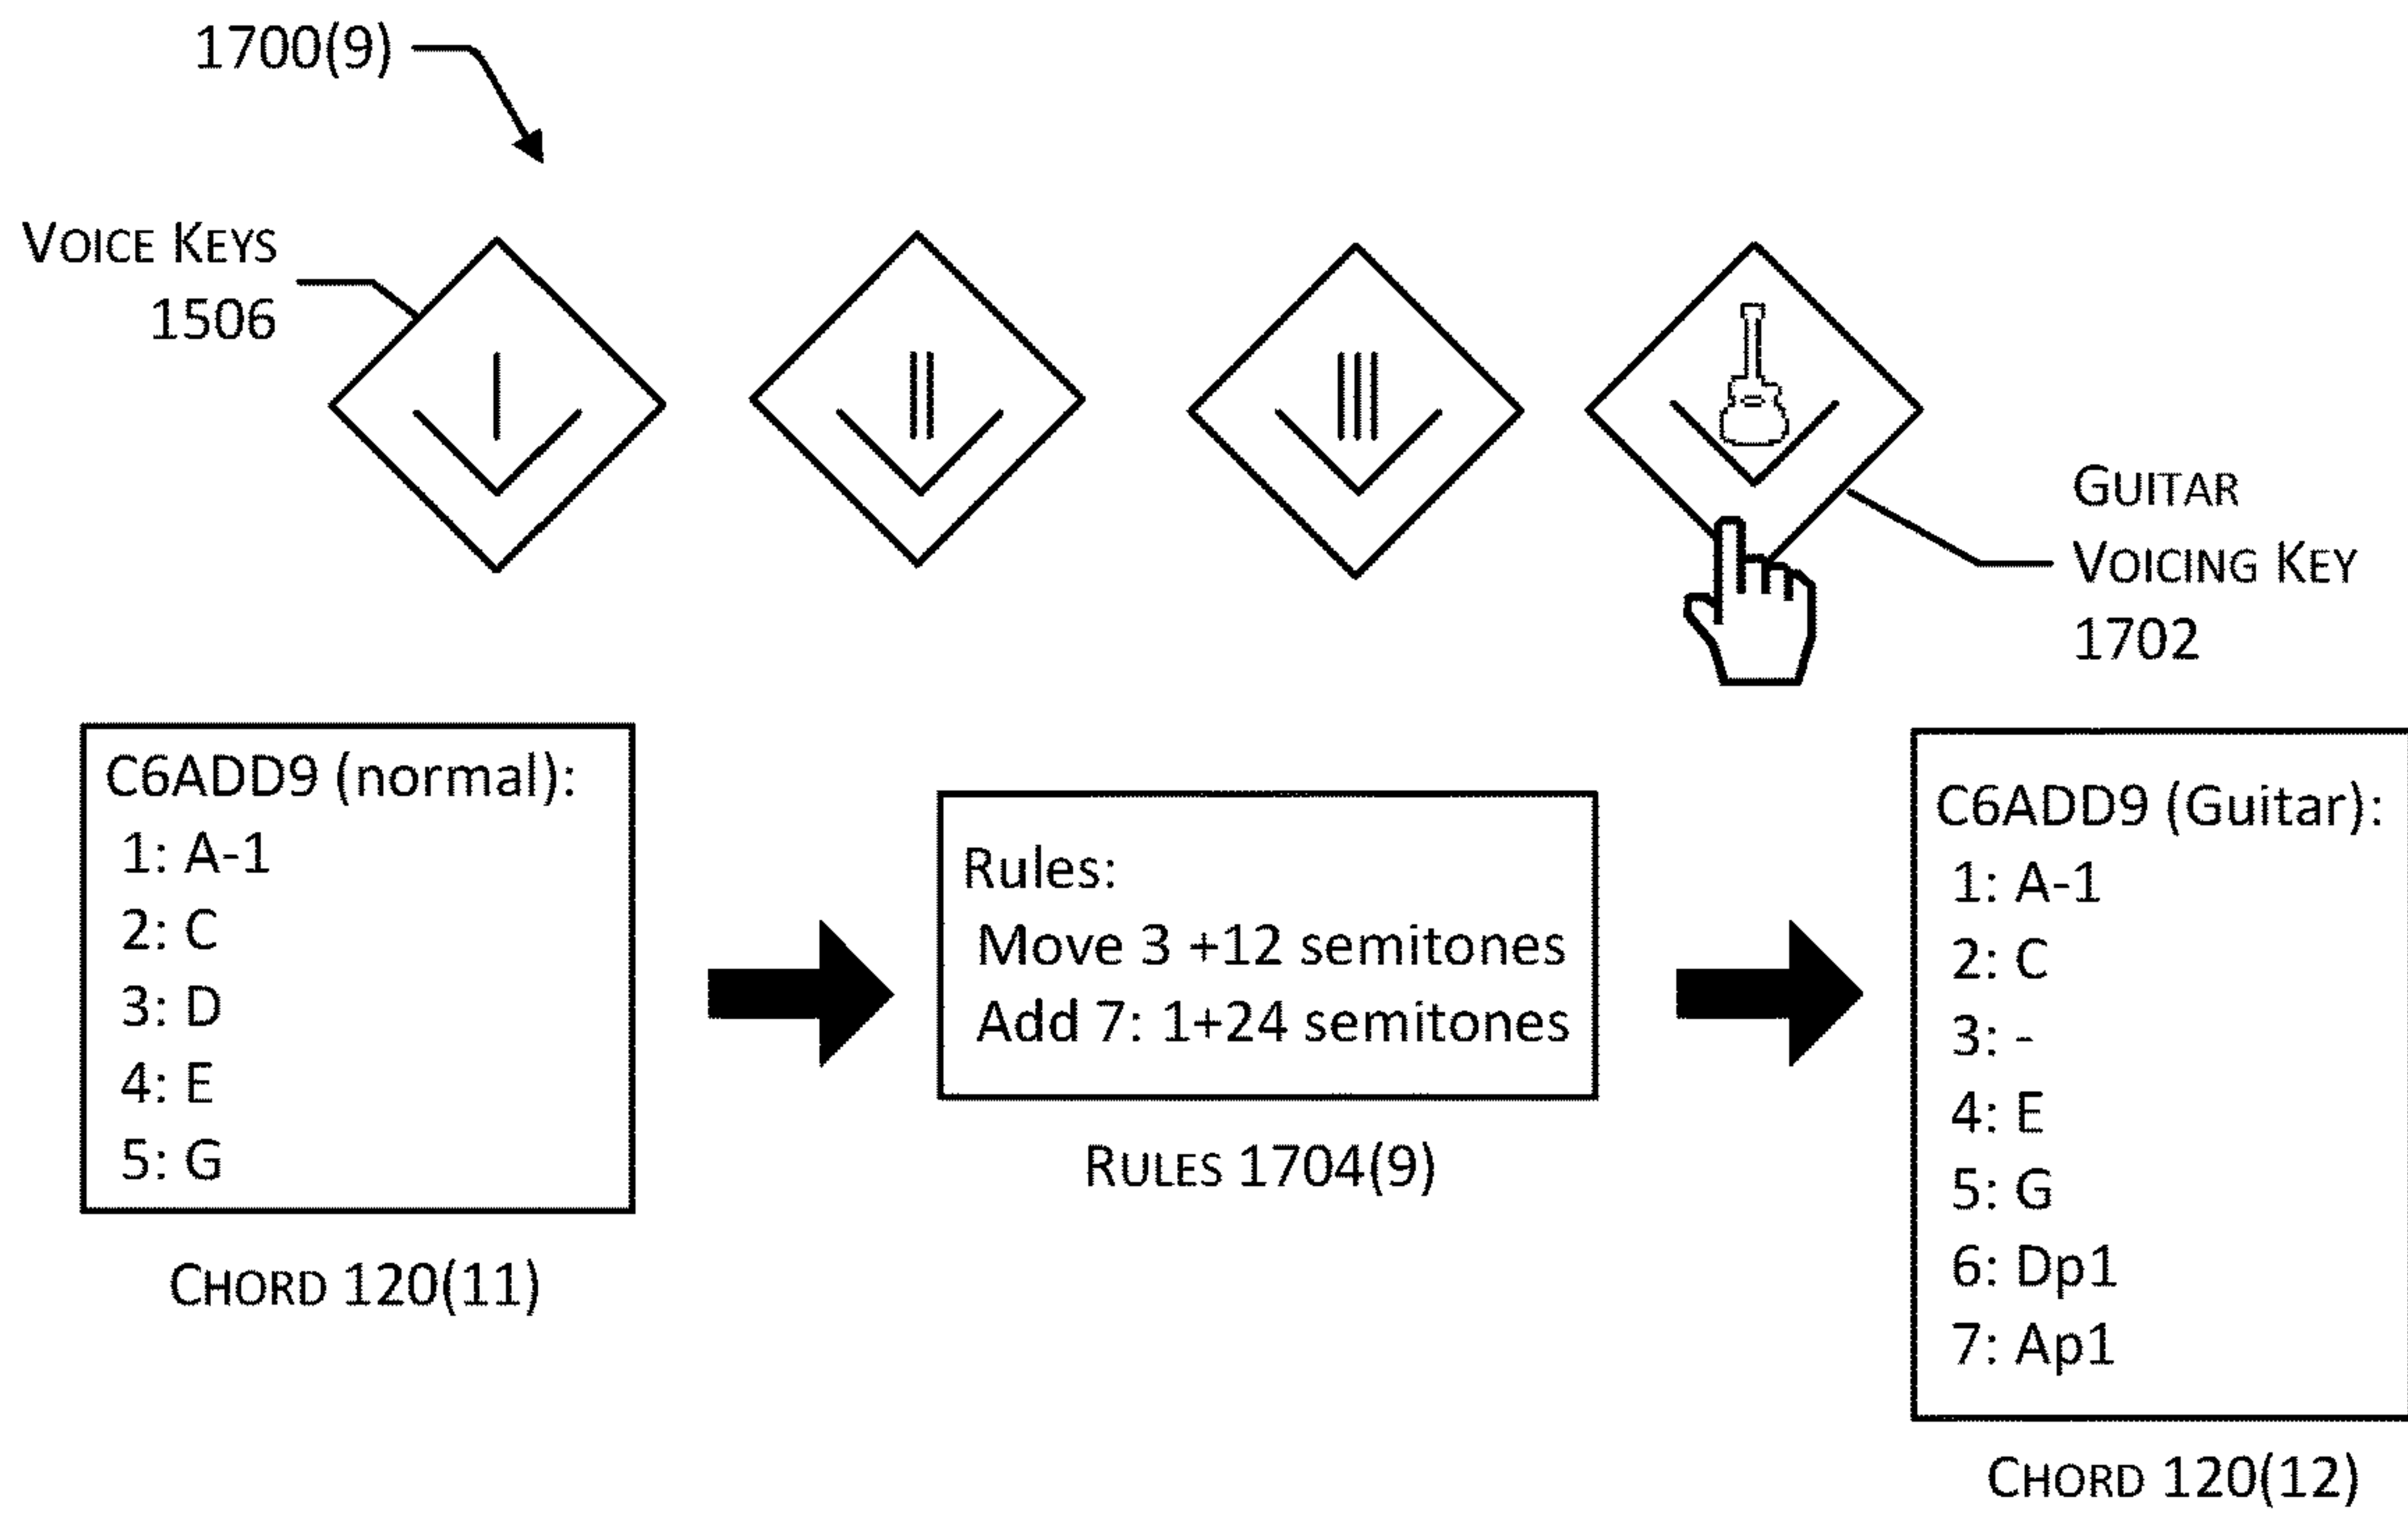 1700(9)
VOICE KEYS
1506
GUITAR
VOICING KEY
1702
C6ADD9 (normal):
1: A-1
2: C
3: D
4: E
5: G
CHORD 120(11)
Rules:
Move 3 +12 semitones
Add 7: 1+24 semitones
RULES 1704(9)
C6ADD9 (Guitar):
1: A-1
2: C
3: -
4: E
5: G
6: Dp1
7: Ap1
CHORD 120(12)